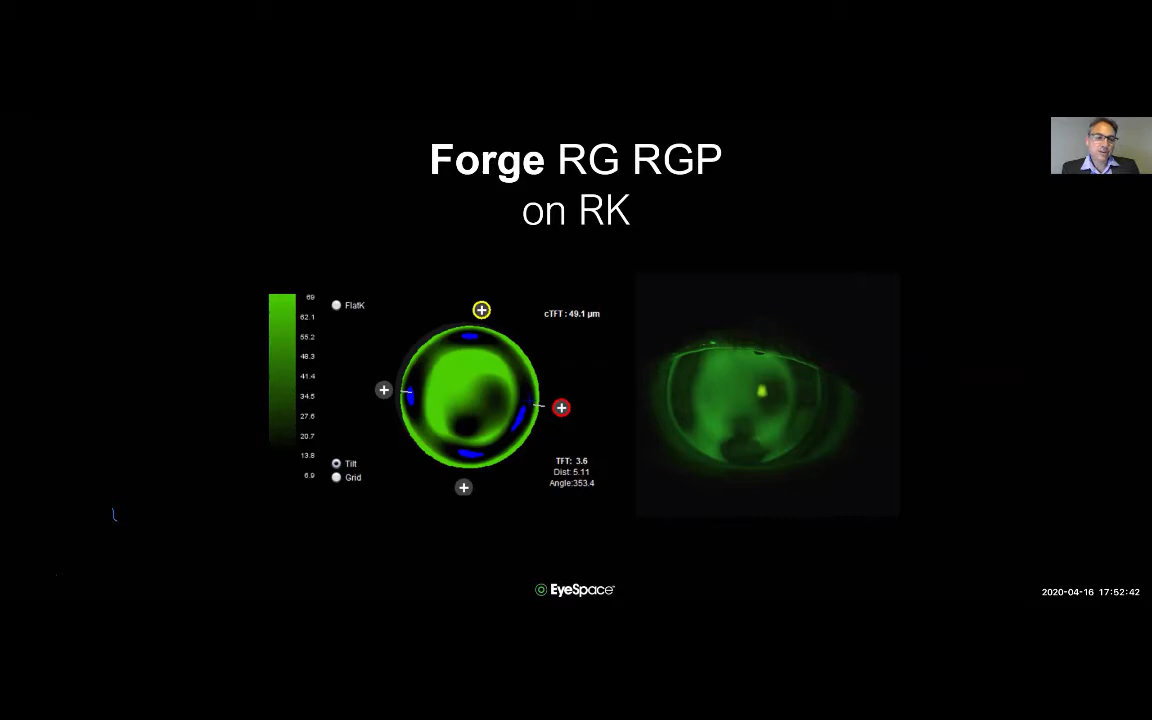 Forge RG RGP
on RK
69
62.1
55.2
48.3
41.4
34.5
27.6
20.7
13.8
6.9
FlatK
Tilt
Grid
cTFT : 49.1 µm
TFT: 3.6
Dist: 5.11
Angle:353.4
EyeSpace™
2020-04-16 17:52:42